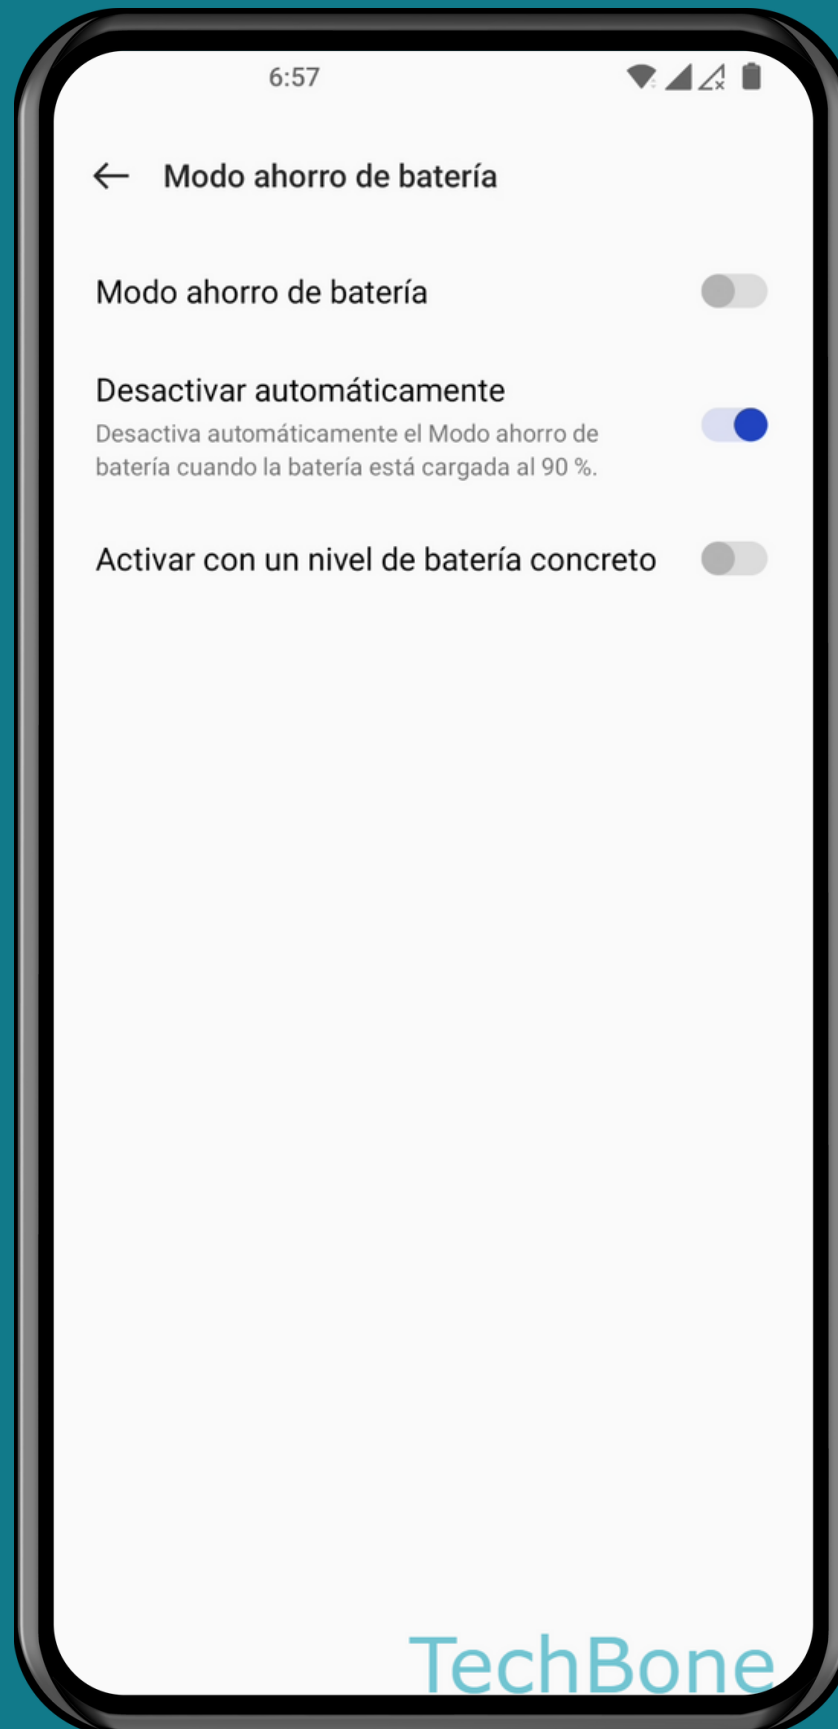 6:57
Modo ahorro de batería
Modo ahorro de batería
Desactivar automáticamente
Desactiva automáticamente el Modo ahorro de
batería cuando la batería está cargada al 90 %.
Activar con un nivel de batería concreto
TechBone